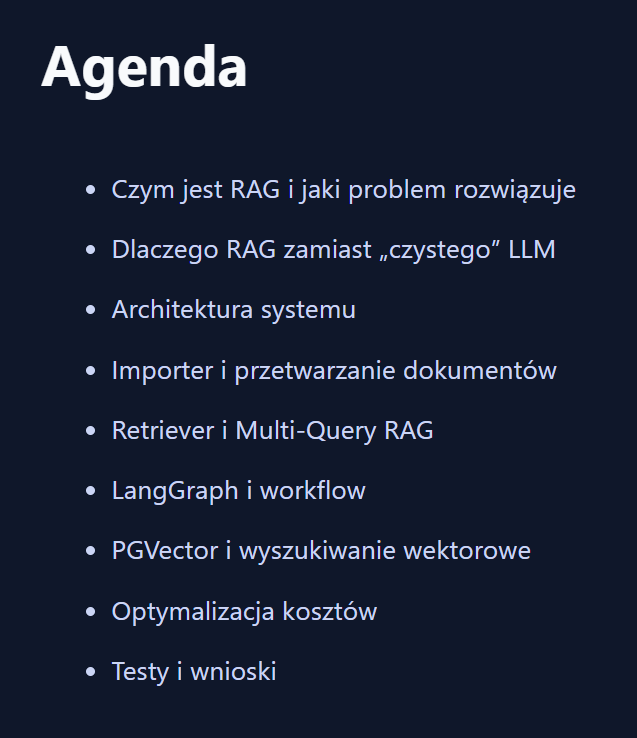 Agenda
• Czym jest RAG i jaki problem rozwiązuje
• Dlaczego RAG zamiast „czystego” LLM
• Architektura systemu
• Importer i przetwarzanie dokumentów
• Retriever i Multi-Query RAG
• LangGraph i workflow
• PGVector i wyszukiwanie wektorowe
• Optymalizacja kosztów
• Testy i wnioski